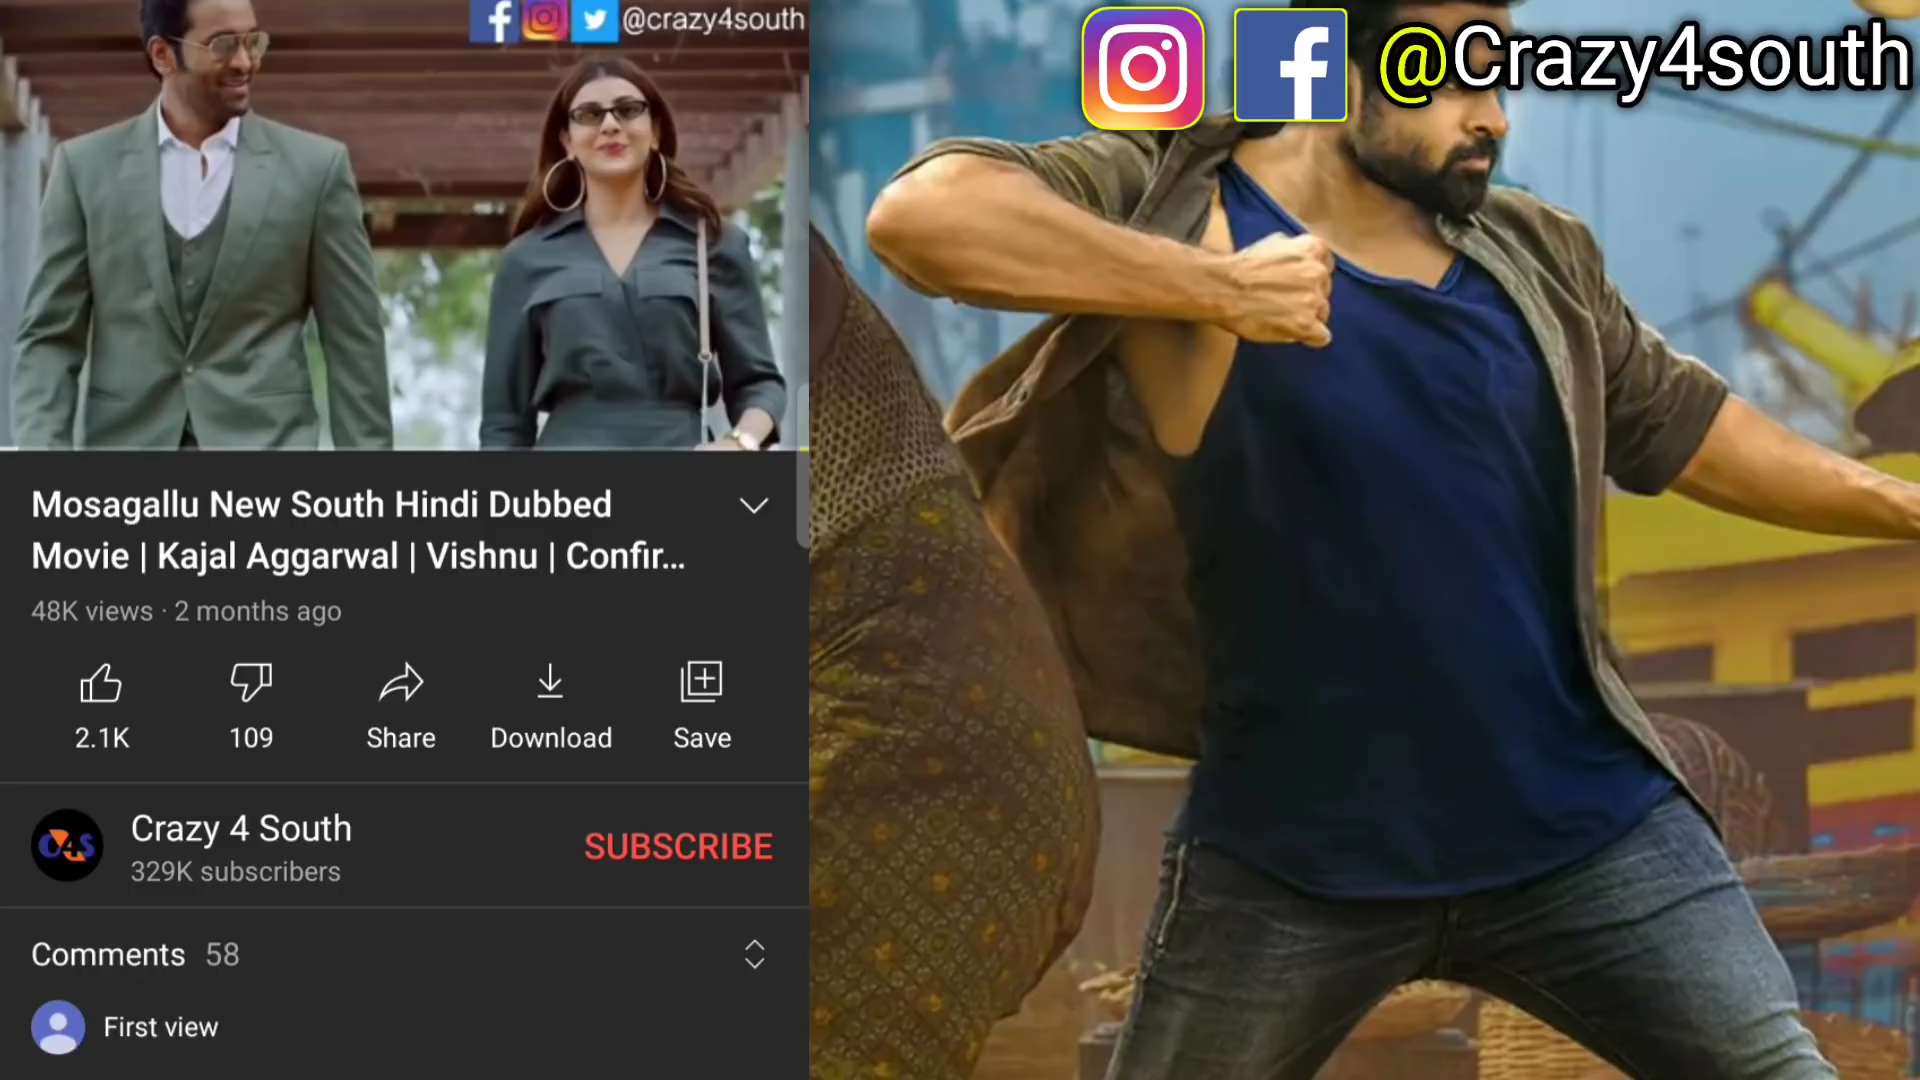 @crazy4south
@Crazy4south
Mosagallu New South Hindi Dubbed
Movie | Kajal Aggarwal | Vishnu | Confir...
48K views · 2 months ago
2.1K 109 Share Download Save
C4S
Crazy 4 South
329K subscribers
SUBSCRIBE
Comments 58
First view